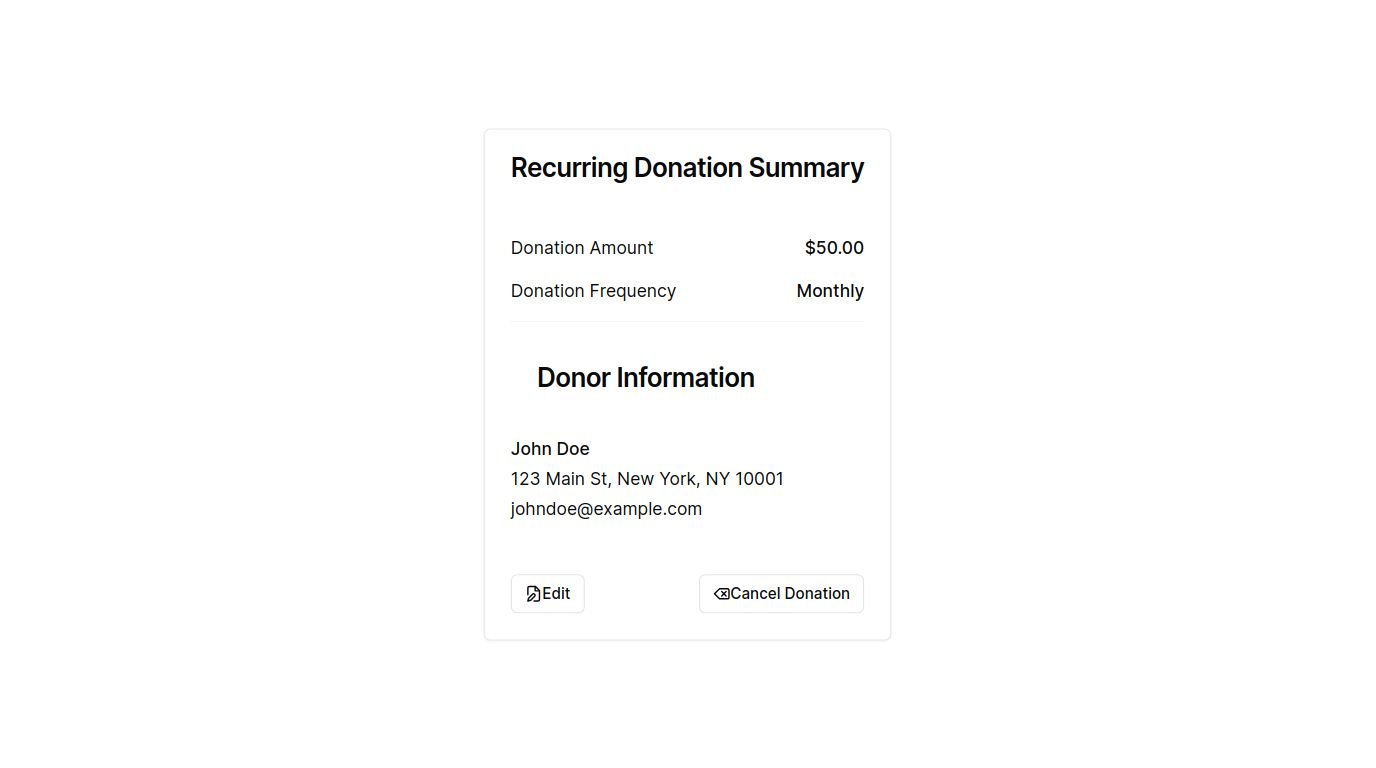 Recurring Donation Summary
Donation Amount $50.00
Donation Frequency Monthly
Donor Information
John Doe
123 Main St, New York, NY 10001
johndoe@example.com
Edit Cancel Donation